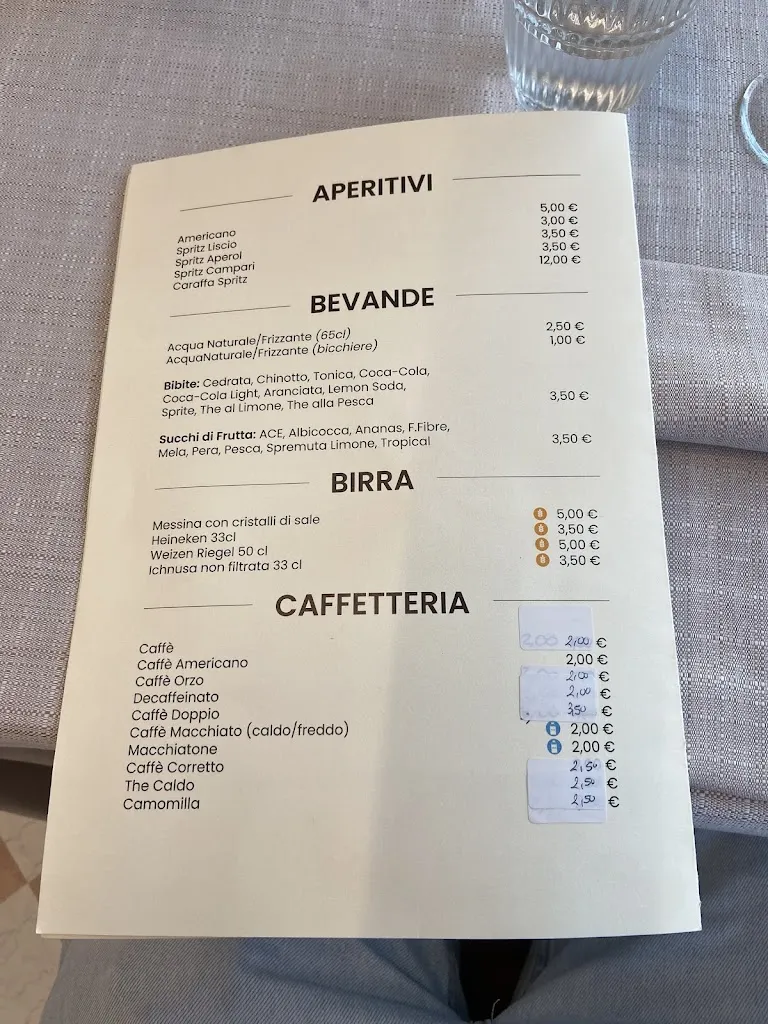 APERITIVI
Americano 5,00 €
Spritz Liscio 3,00 €
Spritz Aperol 3,50 €
Spritz Campari 3,50 €
Caraffa Spritz 12,00 €
BEVANDE
Acqua Naturale/Frizzante (65cl) 2,50 €
AcquaNaturale/Frizzante (bicchiere) 1,00 €
Bibite: Cedrata, Chinotto, Tonica, Coca-Cola,
Coca-Cola Light, Aranciata, Lemon Soda,
Sprite, The al Limone, The alla Pesca 3,50 €
Succhi di Frutta: ACE, Albicocca, Ananas, F.Fibre,
Mela, Pera, Pesca, Spremuta Limone, Tropical 3,50 €
BIRRA
Messina con cristalli di sale 5,00 €
Heineken 33cl 3,50 €
Weizen Riegel 50 cl 5,00 €
Ichnusa non filtrata 33 cl 3,50 €
CAFFETTERIA
Caffè 2,00 2,00 €
Caffè Americano 2,00 €
Caffè Orzo 2,00 €
Decaffeinato 2,00 €
Caffè Doppio 3,50 €
Caffè Macchiato (caldo/freddo) 2,00 €
Macchiatone 2,00 €
Caffè Corretto 2,50 €
The Caldo 2,50 €
Camomilla 2,50 €